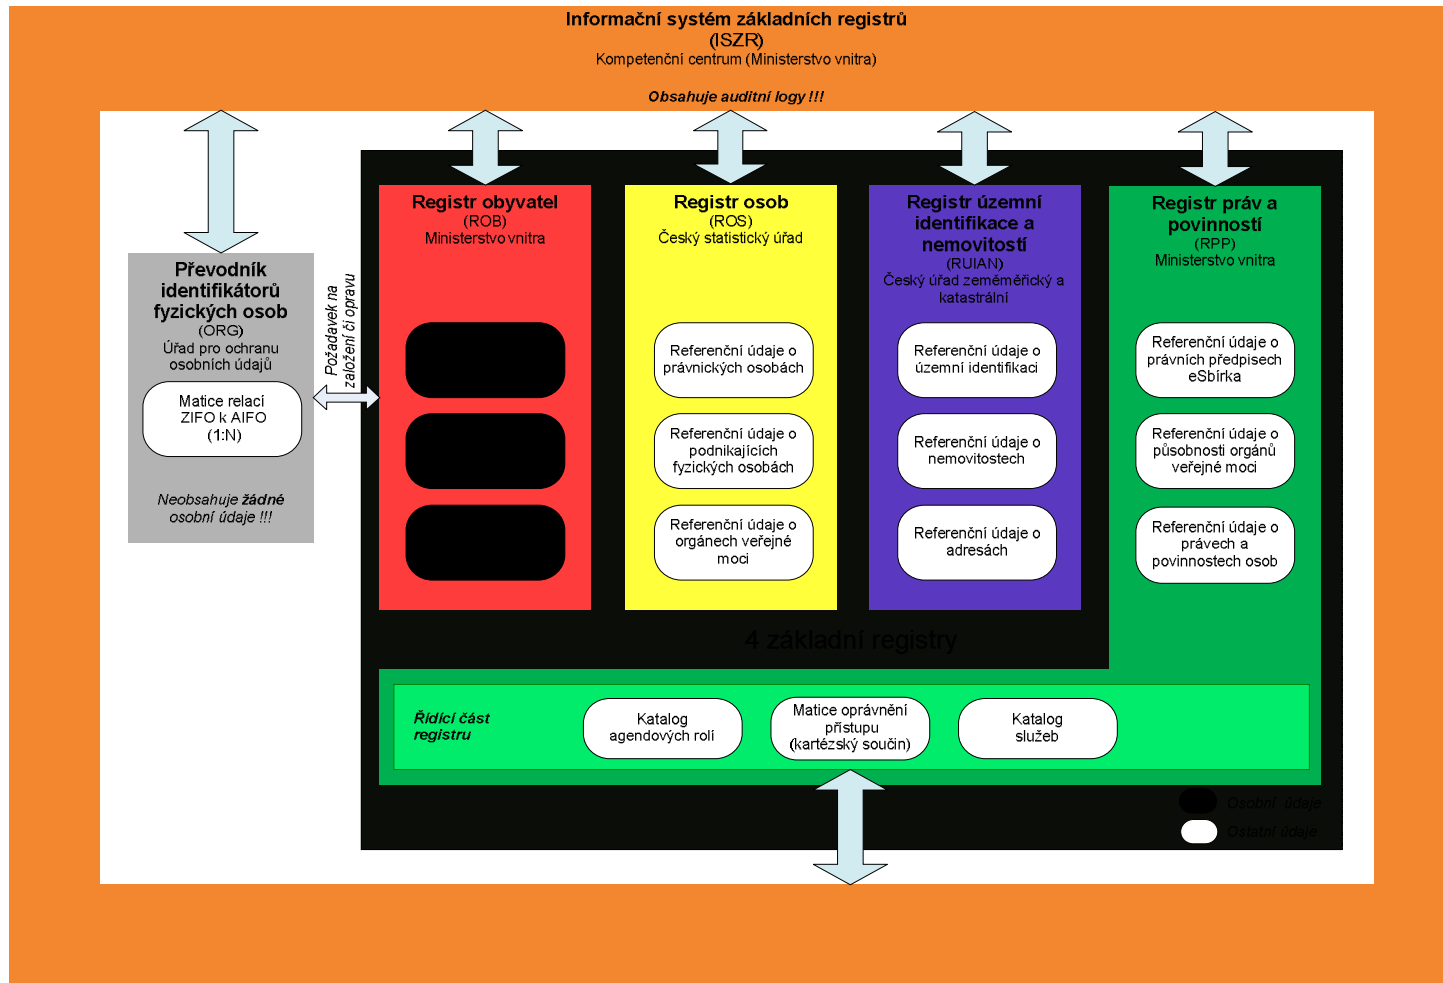 Informační systém základních registrů
(ISZR)
Kompetenční centrum (Ministerstvo vnitra)
Obsahuje auditní logy !!!
Převodník
identifikátorů
fyzických osob
(ORG)
Úřad pro ochranu
osobních údajů
Matice relací
ZIFO k AIFO
(1:N)
Neobsahuje žádné
osobní údaje !!!
Požadavek na
založení či opravu
Registr obyvatel
(ROB)
Ministerstvo vnitra
Registr osob
(ROS)
Český statistický úřad
Referenční údaje o
právnických osobách
Referenční údaje o
podnikajících
fyzických osobách
Referenční údaje o
orgánech veřejné
moci
Registr územní
identifikace a
nemovitostí
(RUIAN)
Český úřad zeměměřický a
katastrální
Referenční údaje o
územní identifikaci
Referenční údaje o
nemovitostech
Referenční údaje o
adresách
Registr práv a
povinností
(RPP)
Ministerstvo vnitra
Referenční údaje o
právních předpisech
eSbírka
Referenční údaje o
působnosti orgánů
veřejné moci
Referenční údaje o
právech a
povinnostech osob
4 základní registry
Řídící část
registru
Katalog
agendových rolí
Matice oprávnění
přístupu
(kartézský součin)
Katalog
služeb
Osobní údaje
Ostatní údaje